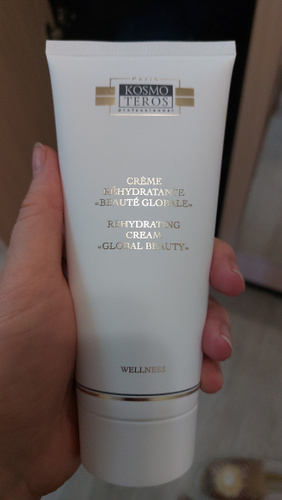 Paris
KOSMO
TEROS
professionnel
CRÈME
RÉHYDRATANTE
«BEAUTÉ GLOBALE»
REHYDRATING
CREAM
«GLOBAL BEAUTY»
WELLNESS